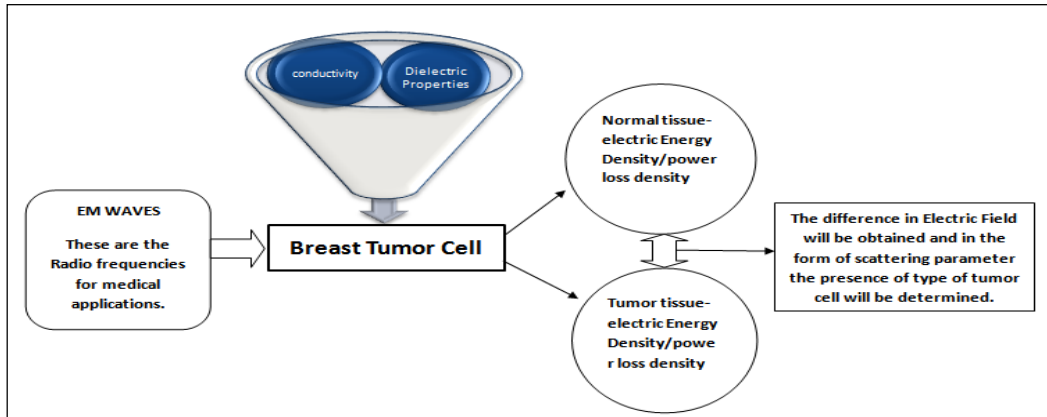 conductivity
Dielectric
Properties
EM WAVES
These are the
Radio frequencies
for medical
applications.
Breast Tumor Cell
Normal tissue-
electric Energy
Density/power
loss density
Tumor tissue-
electric Energy
Density/powe
r loss density
The difference in Electric Field
will be obtained and in the
form of scattering parameter
the presence of type of tumor
cell will be determined.